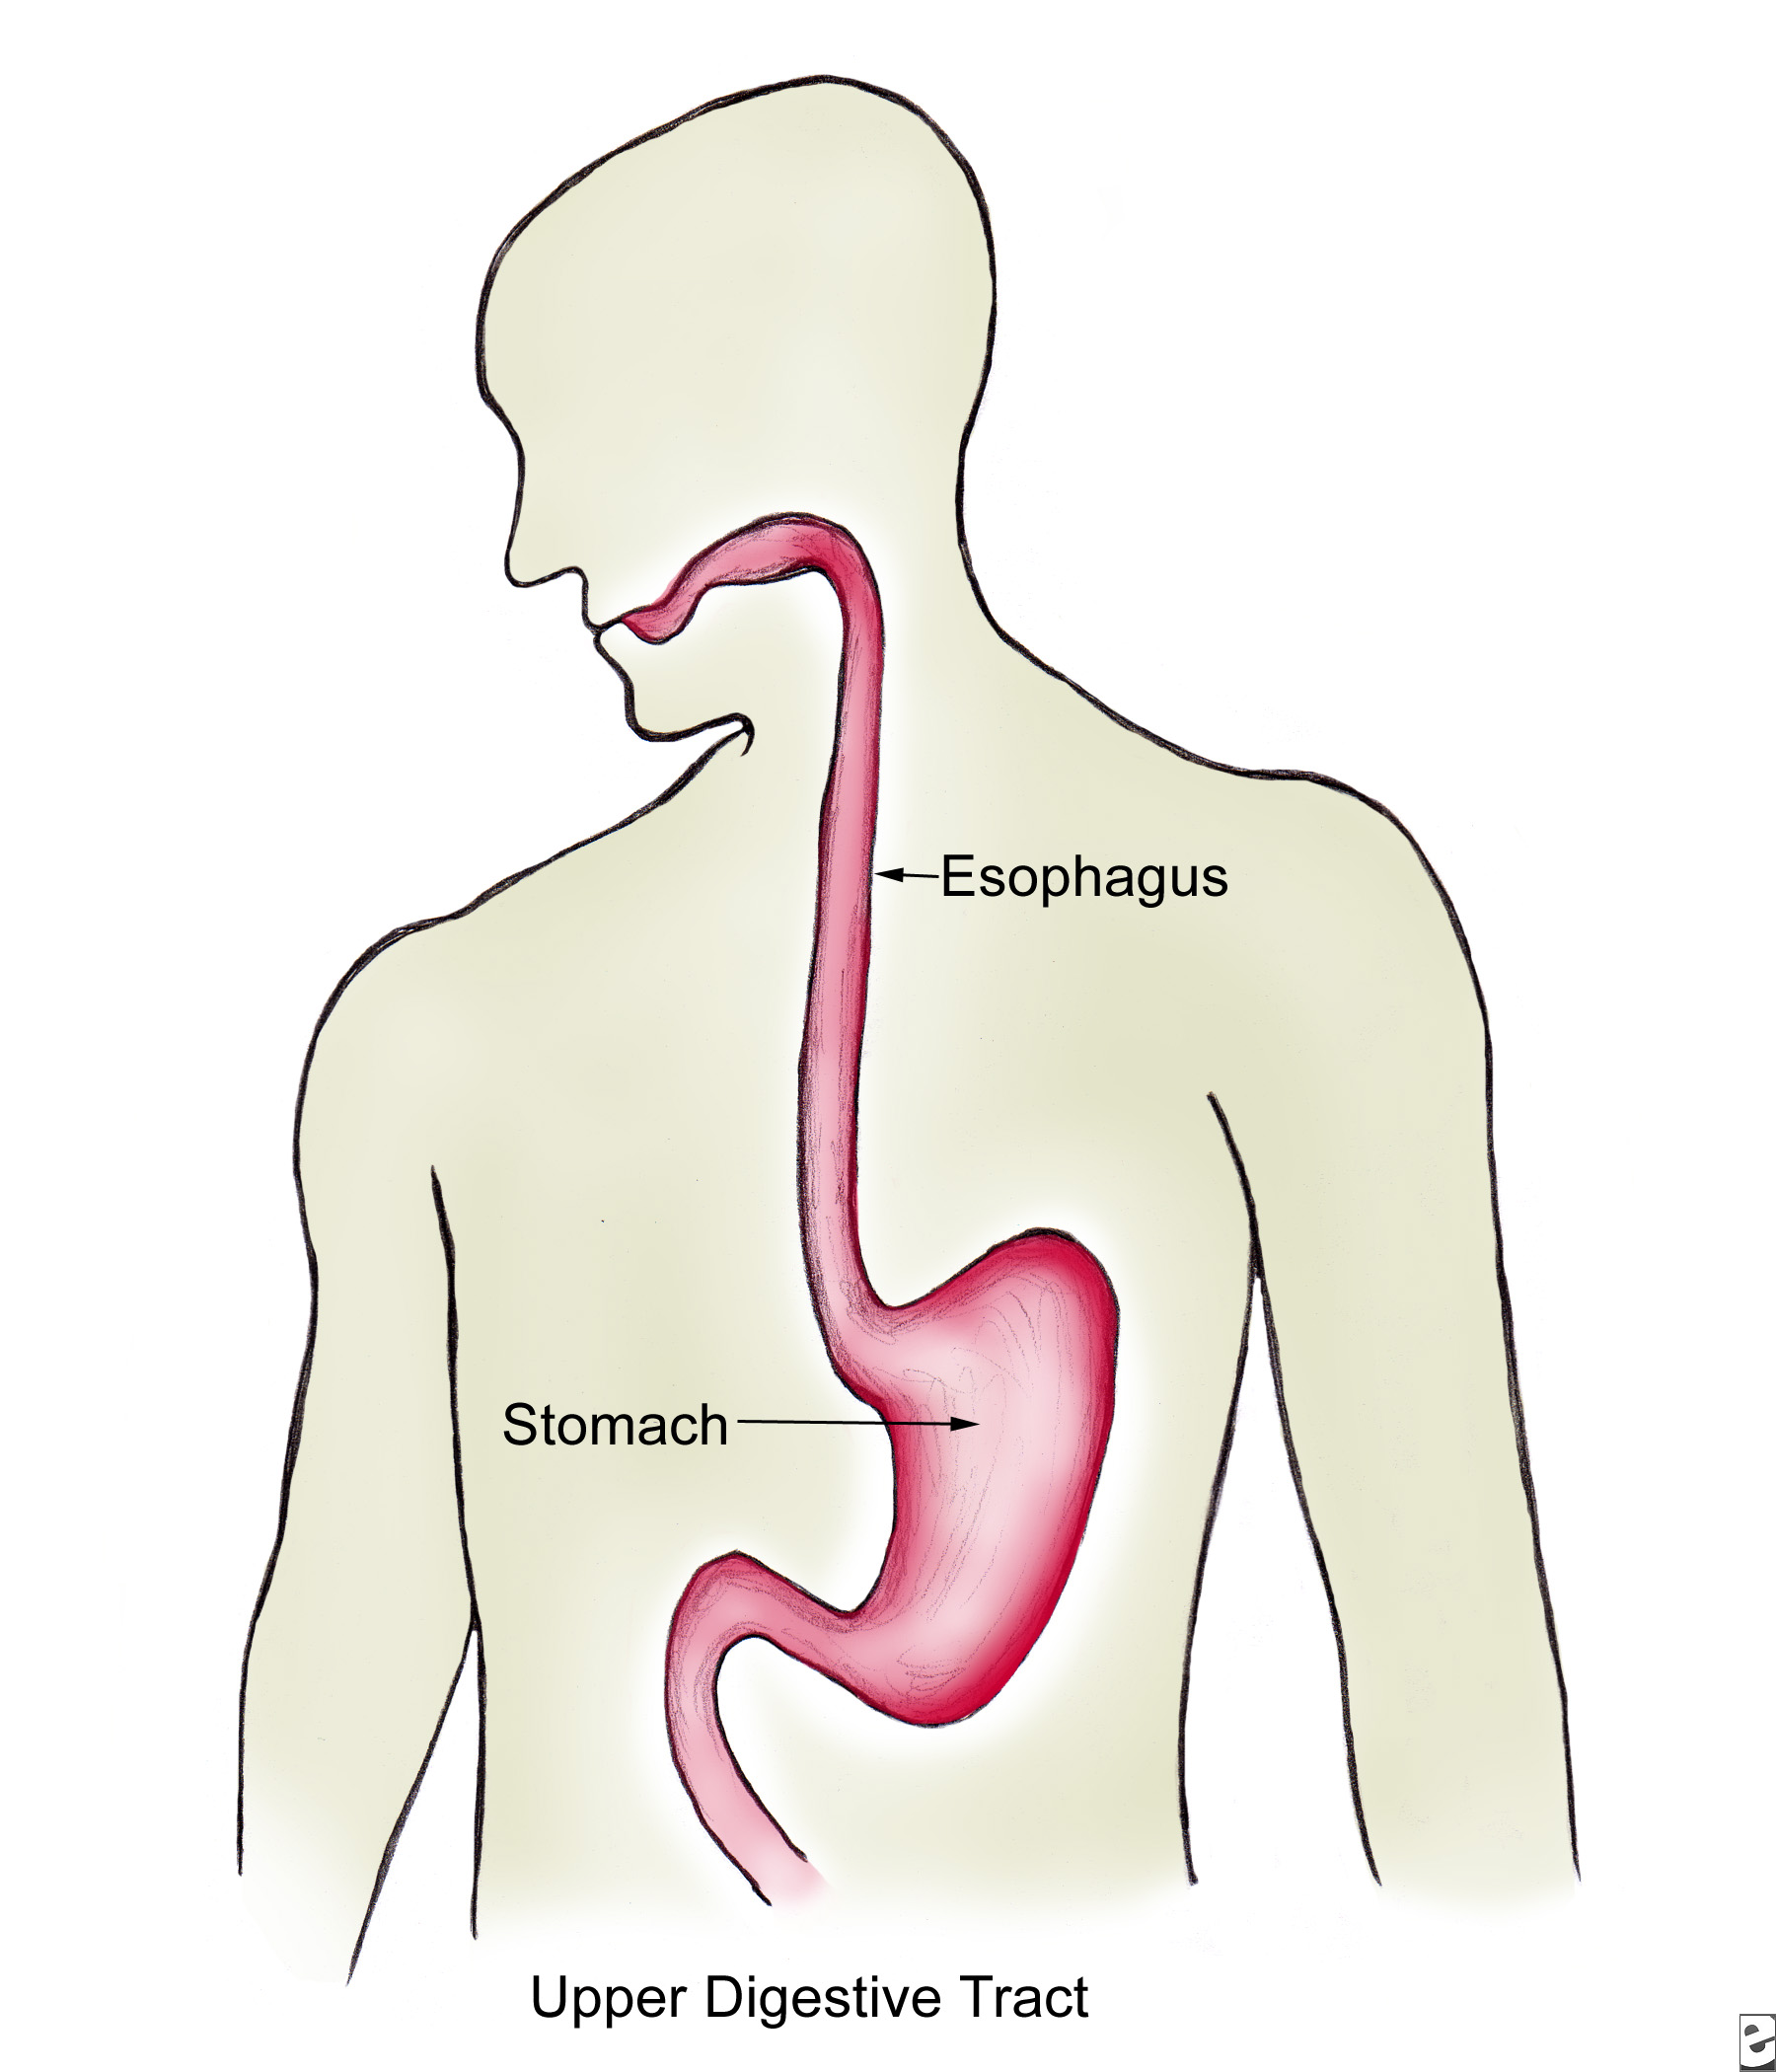 Esophagus
Stomach
Upper Digestive Tract
e